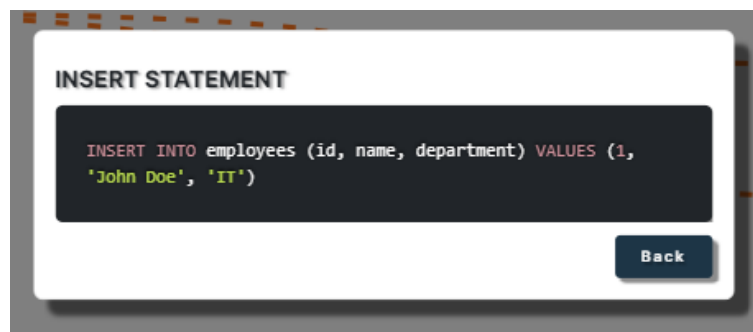 INSERT STATEMENT
INSERT INTO employees (id, name, department) VALUES (1,
'John Doe', 'IT')
Back